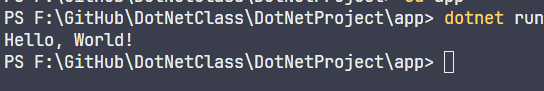 PS F:\GitHub\DotNetClass\DotNetProject\app> dotnet run
Hello, World!
PS F:\GitHub\DotNetClass\DotNetProject\app>